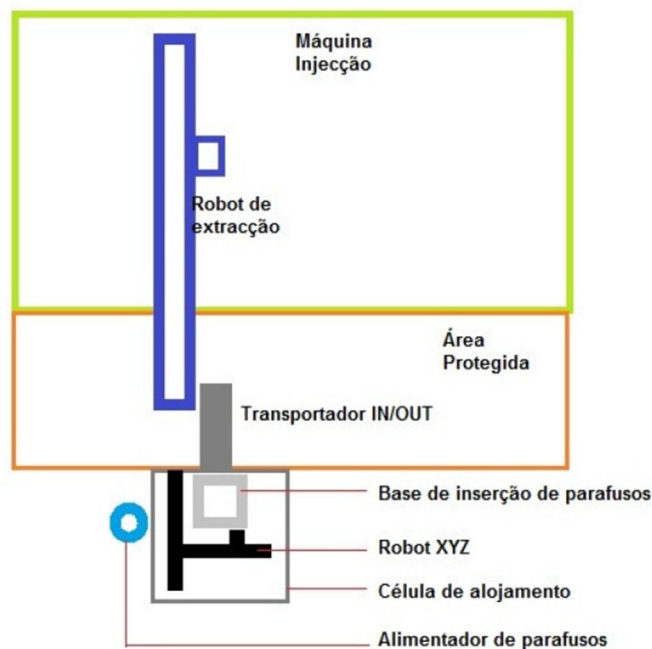 Máquina
Injecção
Robot de
extracção
Área
Protegida
Transportador IN/OUT
Base de inserção de parafusos
Robot XYZ
Célula de alojamento
Alimentador de parafusos